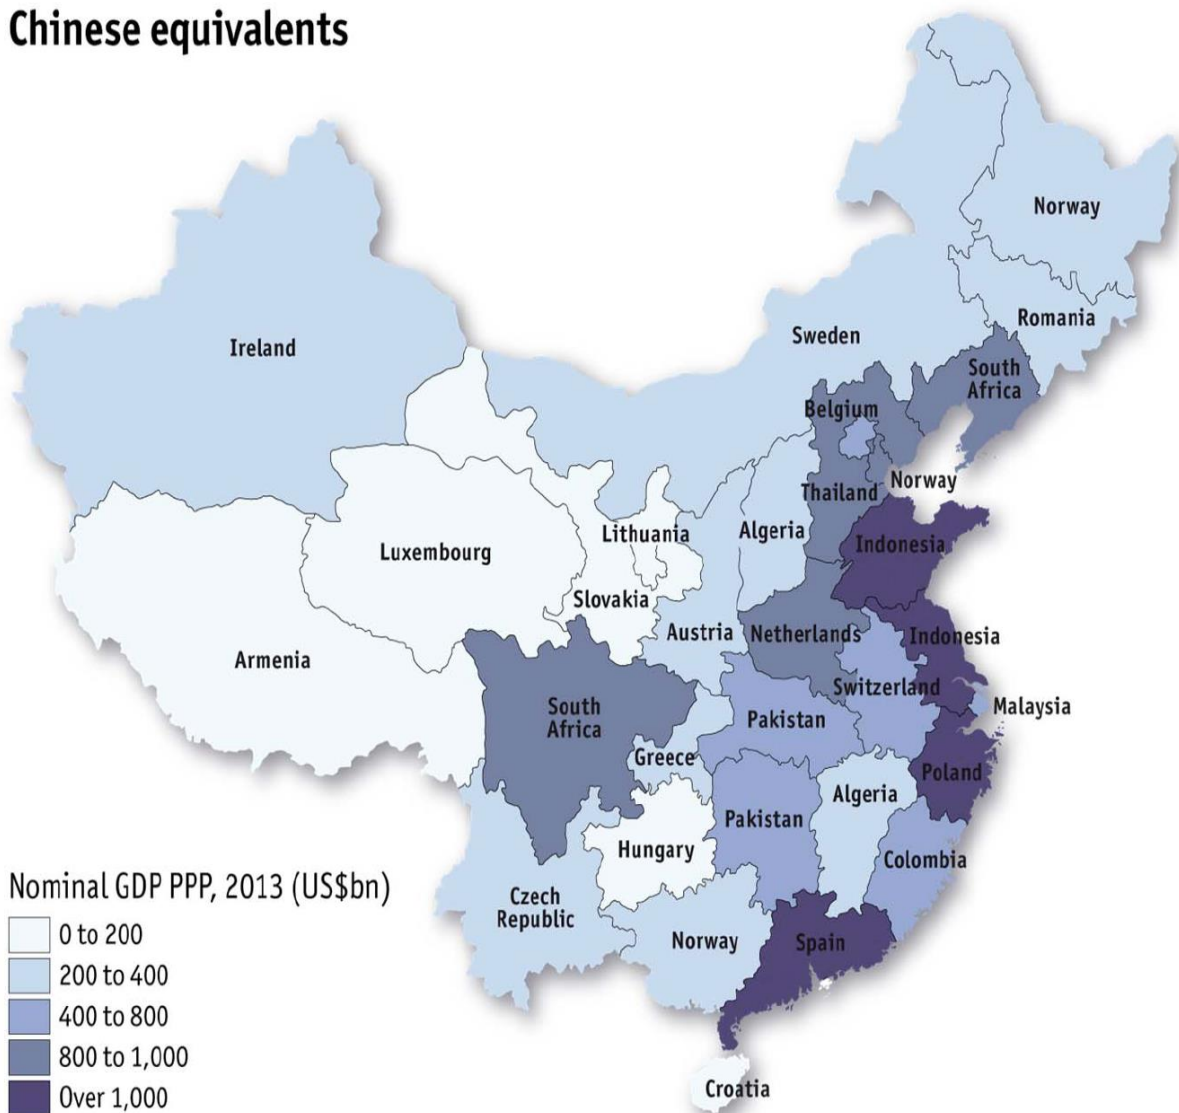 Chinese equivalents
Norway
Romania
Sweden
Ireland
South
Africa
Belgium
Norway
Thailand
Algeria
Lithuania
Indonesia
Luxembourg
Slovakia
Austria
Netherlands
Indonesia
Armenia
Switzerland
Malaysia
South
Africa
Pakistan
Greece
Poland
Algeria
Pakistan
Hungary
Colombia
Czech
Republic
Norway
Spain
Croatia
Nominal GDP PPP, 2013 (US$bn)
0 to 200
200 to 400
400 to 800
800 to 1,000
Over 1,000